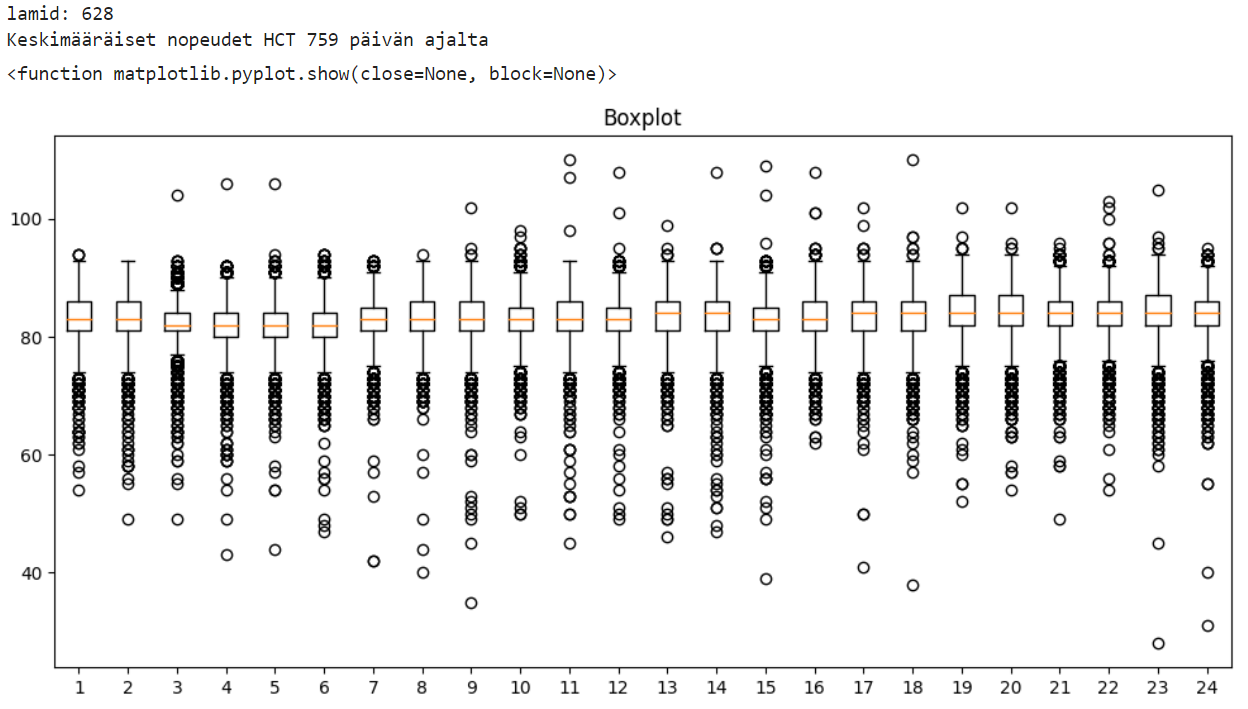 lamid: 628
Keskimääräiset nopeudet HCT 759 päivän ajalta
<function matplotlib.pyplot.show(close=None, block=None)>
Boxplot
100
80
60
40
1 2 3 4 5 6 7 8 9 10 11 12 13 14 15 16 17 18 19 20 21 22 23 24